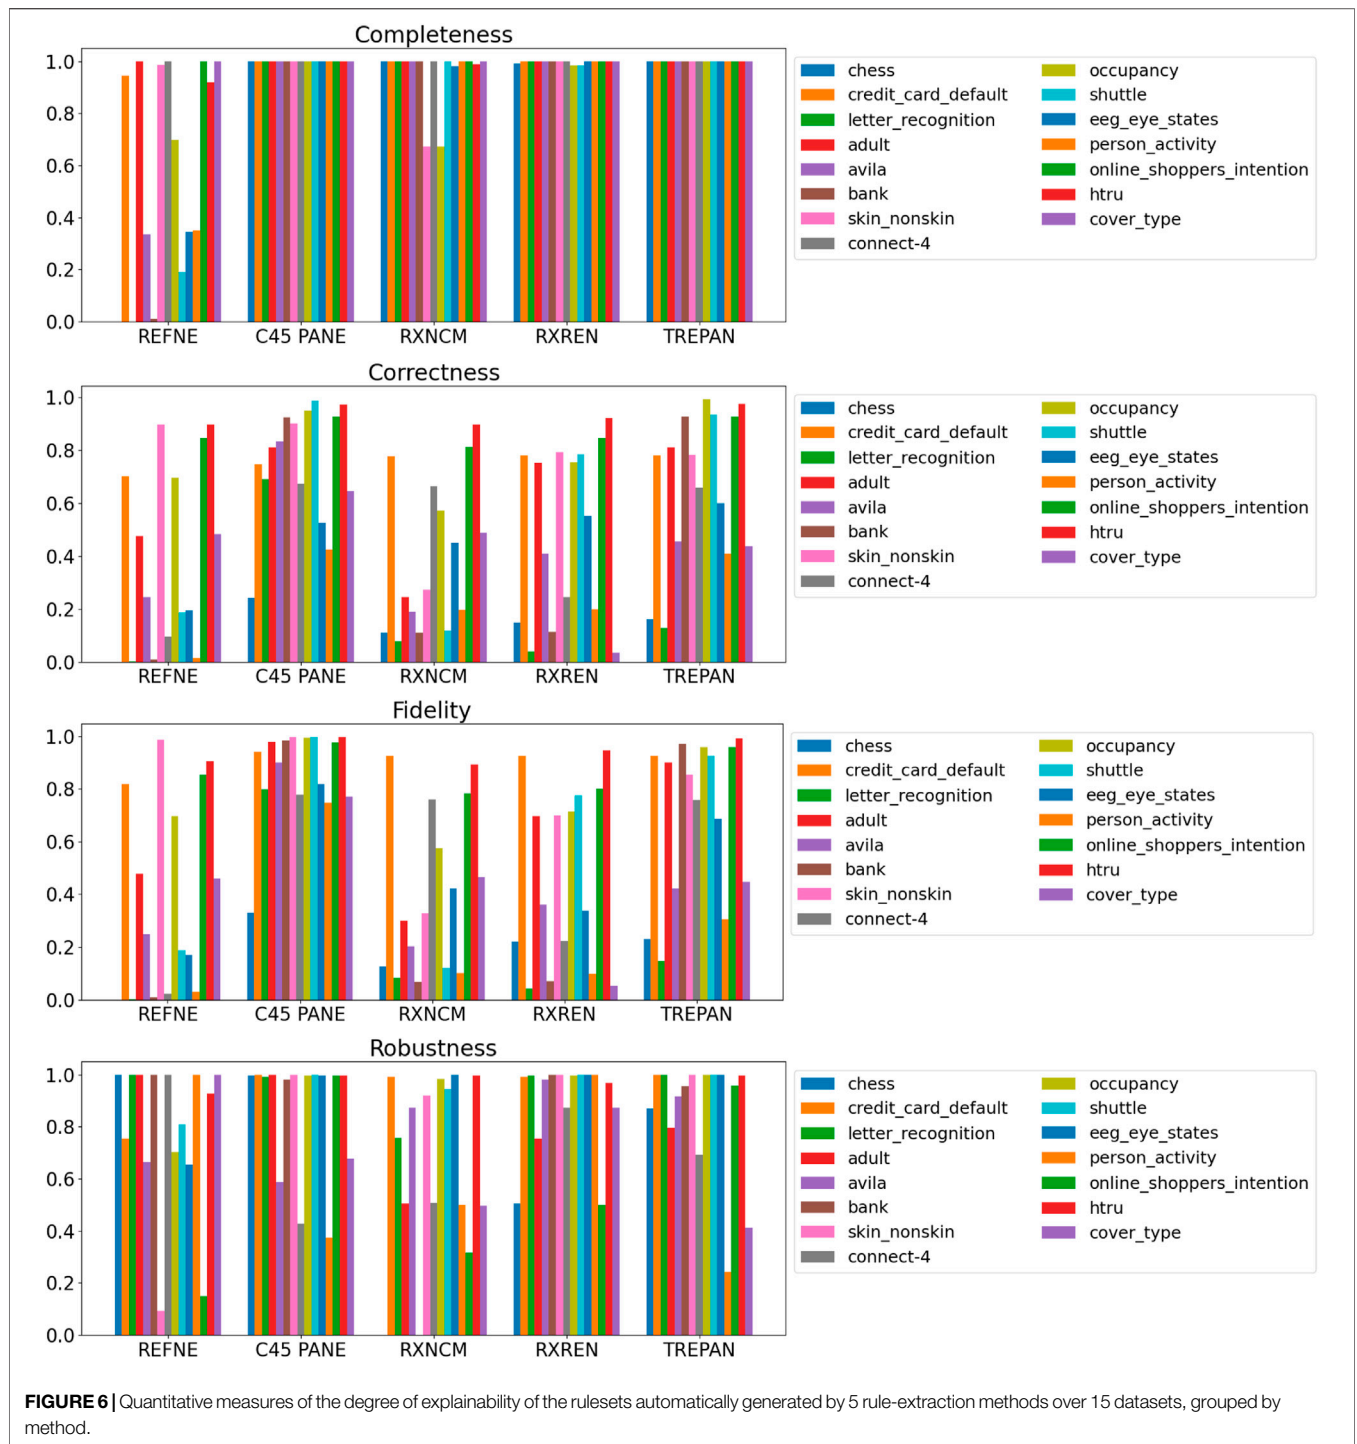 Completeness
1.0
0.8
0.6
0.4
0.2
0.0
REFNE C45 PANE RXNCM RXREN TREPAN
chess occupancy
credit_card_default shuttle
letter_recognition eeg_eye_states
adult person_activity
avila online_shoppers_intention
bank htru
skin_nonskin cover_type
connect-4
Correctness
1.0
0.8
0.6
0.4
0.2
0.0
REFNE C45 PANE RXNCM RXREN TREPAN
chess occupancy
credit_card_default shuttle
letter_recognition eeg_eye_states
adult person_activity
avila online_shoppers_intention
bank htru
skin_nonskin cover_type
connect-4
Fidelity
1.0
0.8
0.6
0.4
0.2
0.0
REFNE C45 PANE RXNCM RXREN TREPAN
chess occupancy
credit_card_default shuttle
letter_recognition eeg_eye_states
adult person_activity
avila online_shoppers_intention
bank htru
skin_nonskin cover_type
connect-4
Robustness
1.0
0.8
0.6
0.4
0.2
0.0
REFNE C45 PANE RXNCM RXREN TREPAN
chess occupancy
credit_card_default shuttle
letter_recognition eeg_eye_states
adult person_activity
avila online_shoppers_intention
bank htru
skin_nonskin cover_type
connect-4
FIGURE 6 | Quantitative measures of the degree of explainability of the rulesets automatically generated by 5 rule-extraction methods over 15 datasets, grouped by
method.